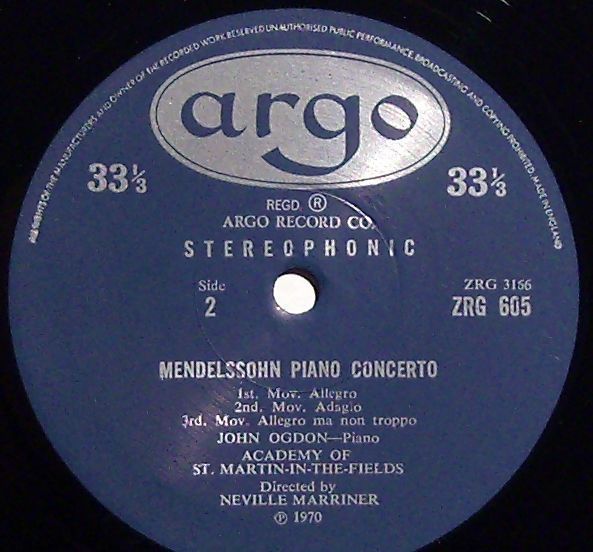 ALL RIGHTS OF THE MANUFACTURERS AND OWNER OF THE RECORDED WORK RESERVED UNAUTHORISED PUBLIC PERFORMANCE, BROADCASTING AND COPYING PROHIBITED. MADE IN ENGLAND
argo
33⅓ 33⅓
REGD. ®
ARGO RECORD CO.
STEREOPHONIC
Side ZRG 3166
2 ZRG 605
MENDELSSOHN PIANO CONCERTO
1st. Mov. Allegro
2nd. Mov. Adagio
3rd. Mov. Allegro ma non troppo
JOHN OGDON—Piano
ACADEMY OF
ST. MARTIN-IN-THE-FIELDS
Directed by
NEVILLE MARRINER
℗ 1970